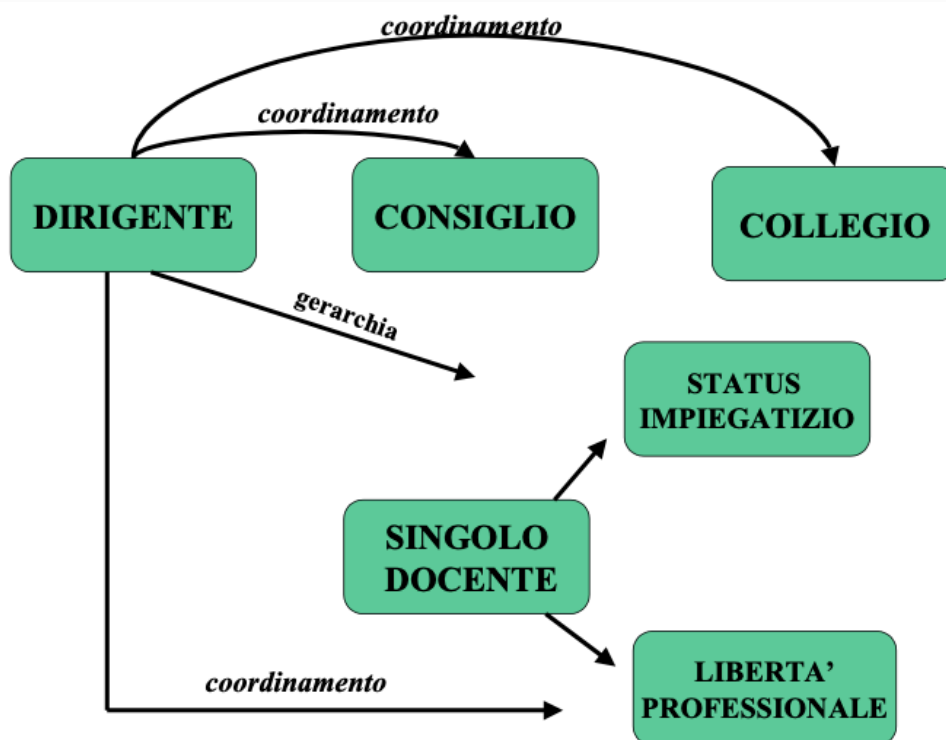 coordinamento
coordinamento
DIRIGENTE
CONSIGLIO
COLLEGIO
gerarchia
STATUS
IMPIEGATIZIO
SINGOLO
DOCENTE
coordinamento
LIBERTA’
PROFESSIONALE